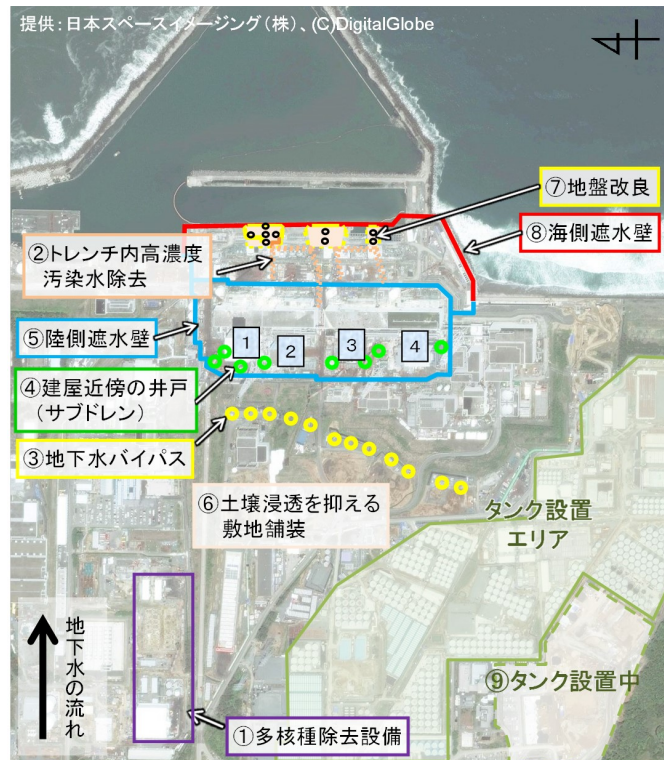 提供：日本スペースイメージング（株）、(C)DigitalGlobe
⑦地盤改良
⑧海側遮水壁
②トレンチ内高濃度
汚染水除去
⑤陸側遮水壁
1
2
3
4
④建屋近傍の井戸
（サブドレン）
③地下水バイパス
⑥土壌浸透を抑える
敷地舗装
タンク設置
エリア
地下水の流れ
⑨タンク設置中
①多核種除去設備